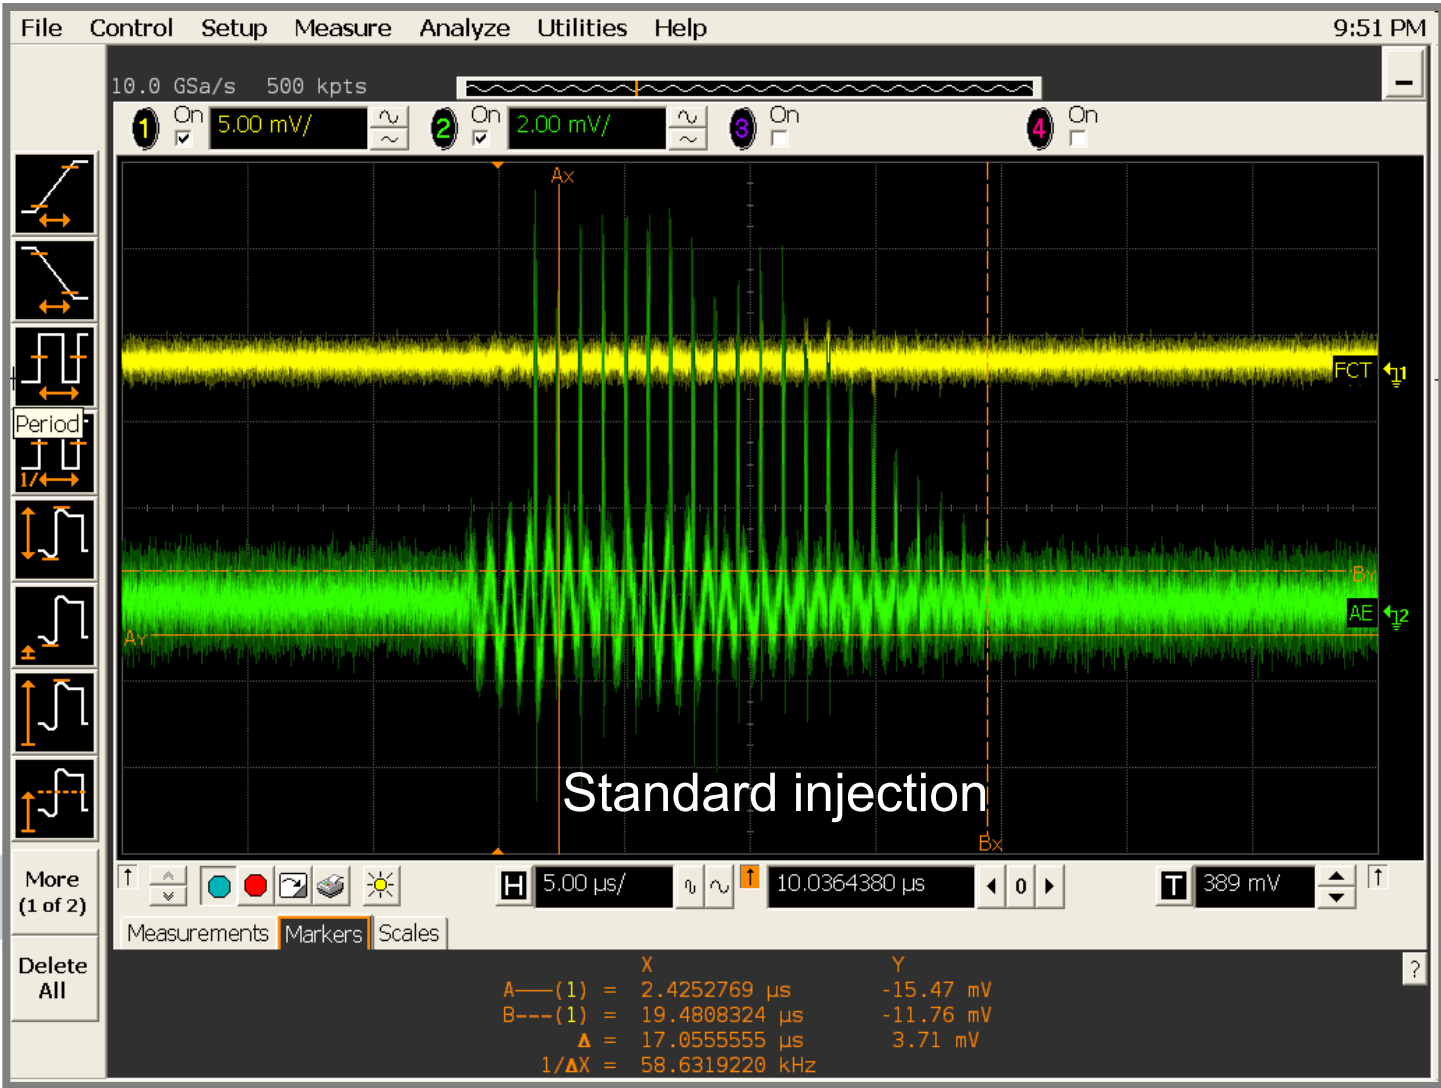 File Control Setup Measure Analyze Utilities Help 9:51 PM
10.0 GSa/s 500 kpts
1 On 5.00 mV/ 2 On 2.00 mV/ 3 On 4 On
Ax
FCT 1
Period
1/
By
AE 2
Ay
Standard injection
Bx
More
(1 of 2)
H 5.00 µs/ 10.0364380 µs 0 T 389 mV
Measurements Markers Scales
Delete
All
X Y ?
A——(1) = 2.4252769 µs -15.47 mV
B---(1) = 19.4808324 µs -11.76 mV
Δ = 17.0555555 µs 3.71 mV
1/ΔX = 58.6319220 kHz